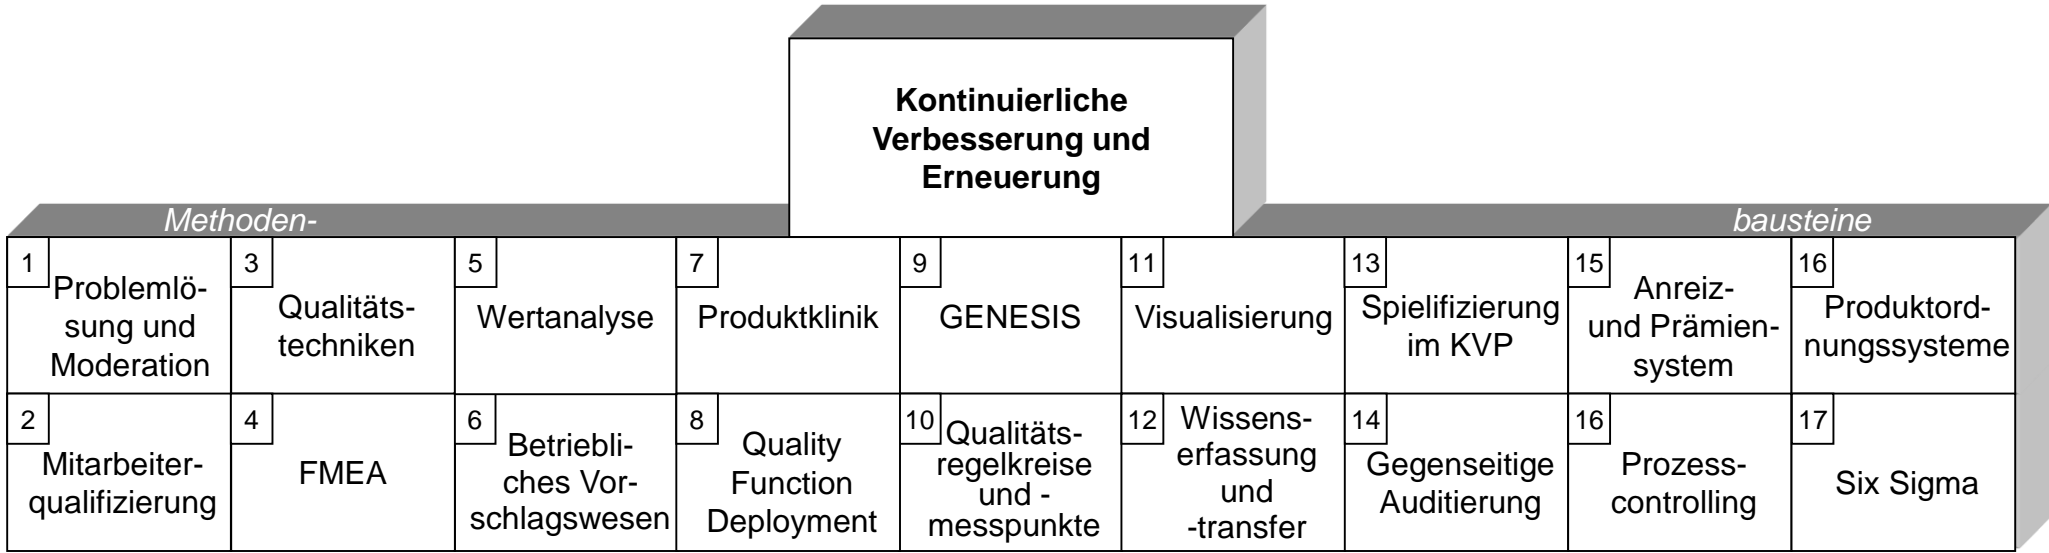 Kontinuierliche
Verbesserung und
Erneuerung
Methoden-
bausteine
1
Problemlö-
sung und
Moderation
2
Mitarbeiter-
qualifizierung
3
Qualitäts-
techniken
4
FMEA
5
Wertanalyse
6
Betriebli-
ches Vor-
schlagswesen
7
Produktklinik
8
Quality
Function
Deployment
9
GENESIS
10
Qualitäts-
regelkreise
und -
messpunkte
11
Visualisierung
12
Wissens-
erfassung
und
-transfer
13
Spielifizierung
im KVP
14
Gegenseitige
Auditierung
15
Anreiz-
und Prämien-
system
16
Prozess-
controlling
16
Produktord-
nungssysteme
17
Six Sigma